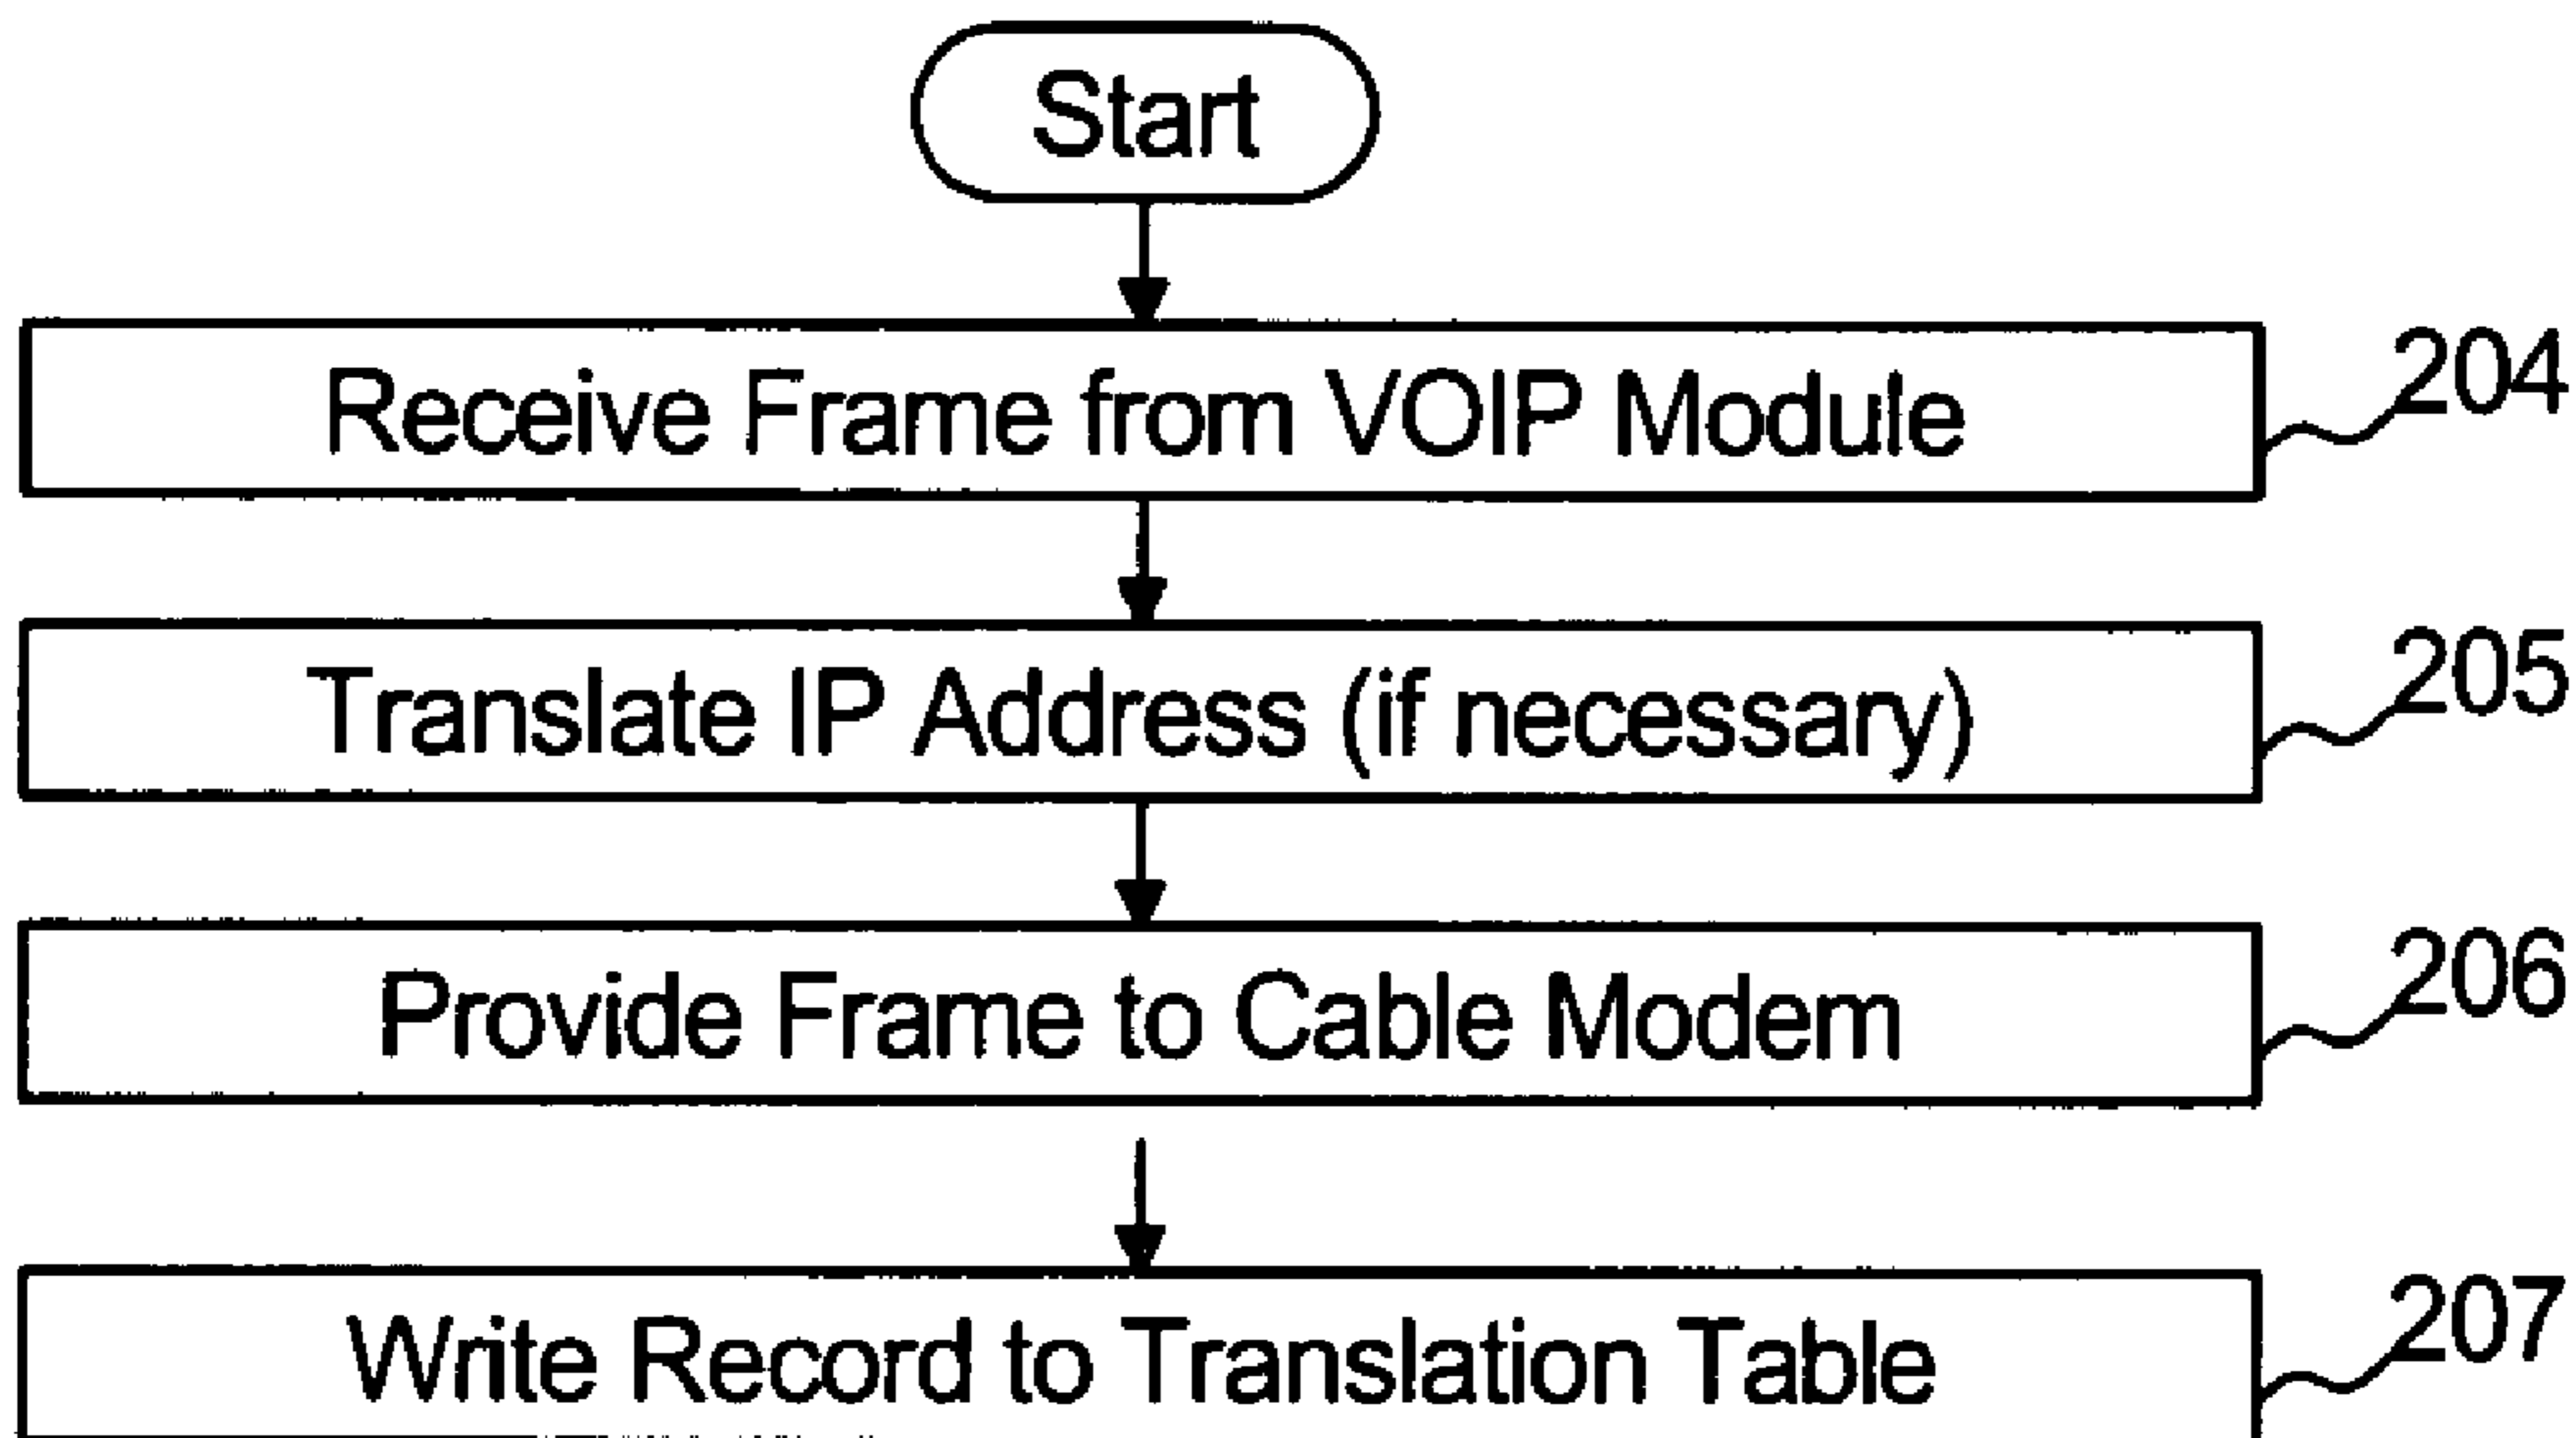 Start
Receive Frame from VOIP Module
204
Translate IP Address (if necessary)
205
Provide Frame to Cable Modem
206
Write Record to Translation Table
207